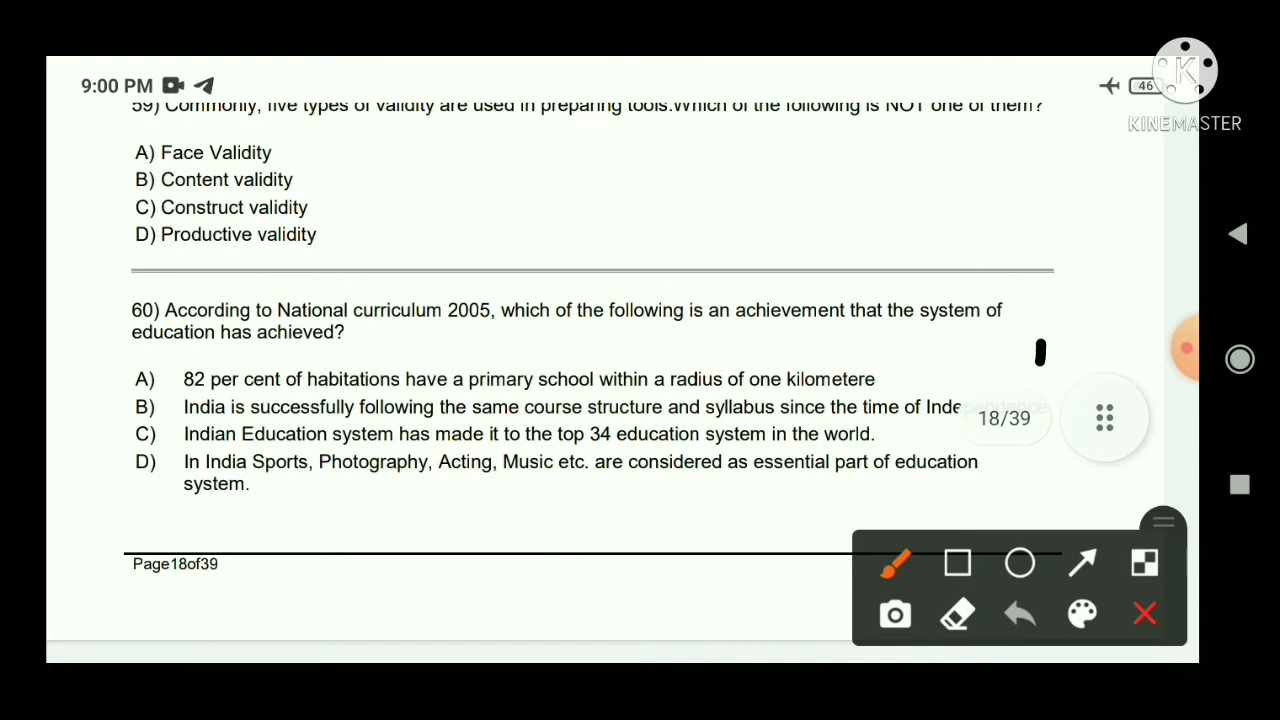 9:00 PM
46
KINEMASTER
59) Commonly, five types of validity are used in preparing tools.Which of the following is NOT one of them?
A) Face Validity
B) Content validity
C) Construct validity
D) Productive validity
60) According to National curriculum 2005, which of the following is an achievement that the system of
education has achieved?
A) 82 per cent of habitations have a primary school within a radius of one kilometere
B) India is successfully following the same course structure and syllabus since the time of Independence
18/39
C) Indian Education system has made it to the top 34 education system in the world.
D) In India Sports, Photography, Acting, Music etc. are considered as essential part of education
system.
Page18of39